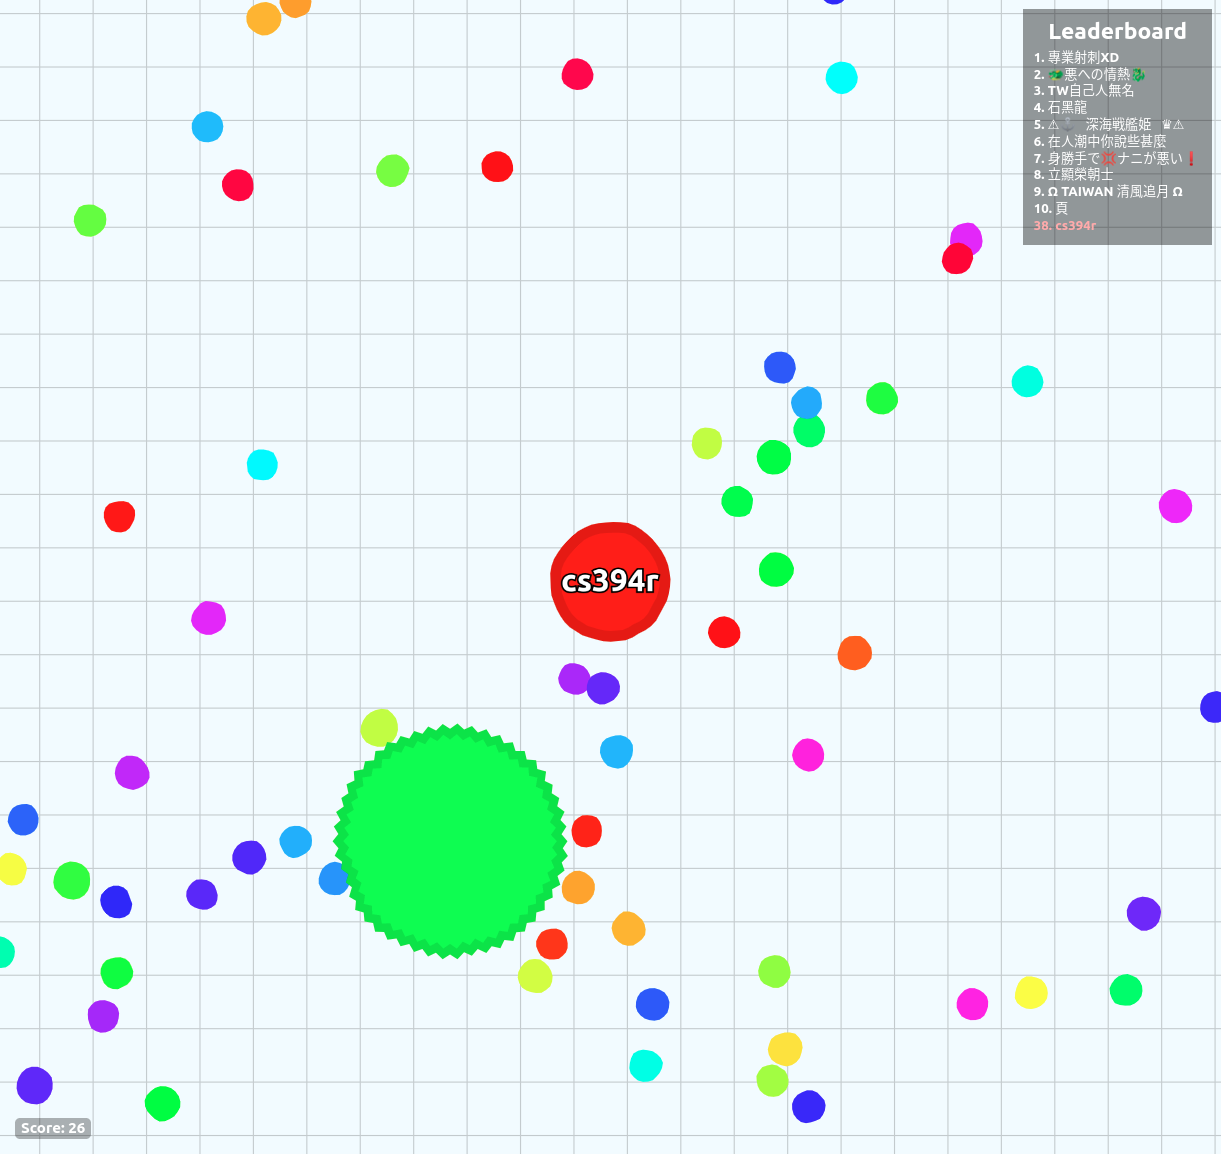 Leaderboard
1. 專業射刺XD
2. 🐲悪への情熱🐉
3. TW自己人無名
4. 石黑龍
5. ⚠⚓ 深海戦艦姫 ♛⚠
6. 在人潮中你說些甚麼
7. 身勝手で💢ナニが悪い❗
8. 立顯榮朝士
9. Ω TAIWAN 清風追月 Ω
10. 頁
38. cs394r
cs394r
Score: 26